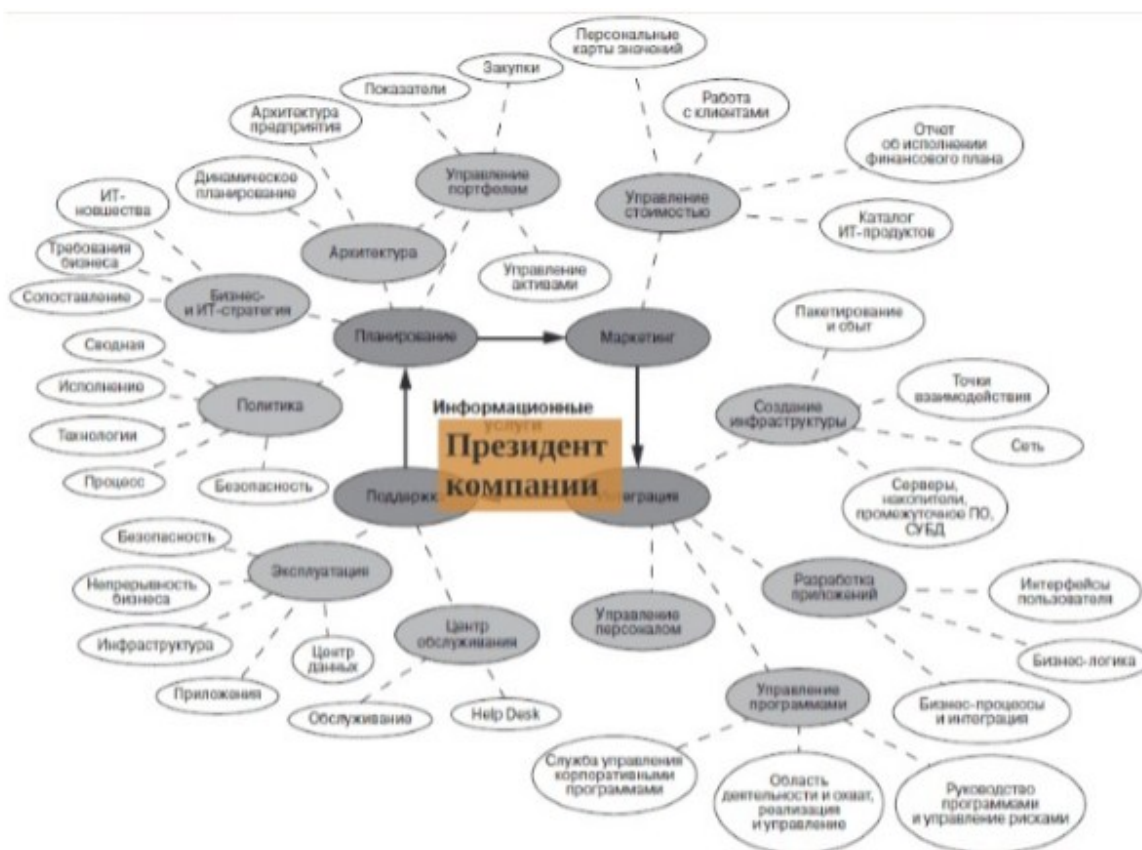 Персональные
карты значений
Закупки
Показатели
Работа
с клиентами
Архитектура
предприятия
Отчет
об исполнении
финансового плана
Управление
портфелем
Динамическое
планирование
Управление
стоимостью
ИТ-
новшества
Каталог
ИТ-продуктов
Требования
бизнеса
Архитектура
Управление
активами
Сопоставление
Бизнес-
и ИТ-стратегия
Пакетирование
и сбыт
Планирование
Маркетинг
Сводная
Исполнение
Точки
взаимодействия
Политика
Информационные
услуги
Создание
инфраструктуры
Технологии
Президент
компании
Сеть
Процесс
Безопасность
Поддержка
Интеграция
Серверы,
накопители,
промежуточное ПО,
СУБД
Безопасность
Эксплуатация
Непрерывность
бизнеса
Разработка
приложений
Интерфейсы
пользователя
Управление
персоналом
Центр
обслуживания
Инфраструктура
Центр
данных
Бизнес-логика
Приложения
Управление
программами
Обслуживание
Help Desk
Бизнес-процессы
и интеграция
Служба управления
корпоративными
программами
Область
деятельности и охват,
реализация
и управление
Руководство
программами
и управление рисками